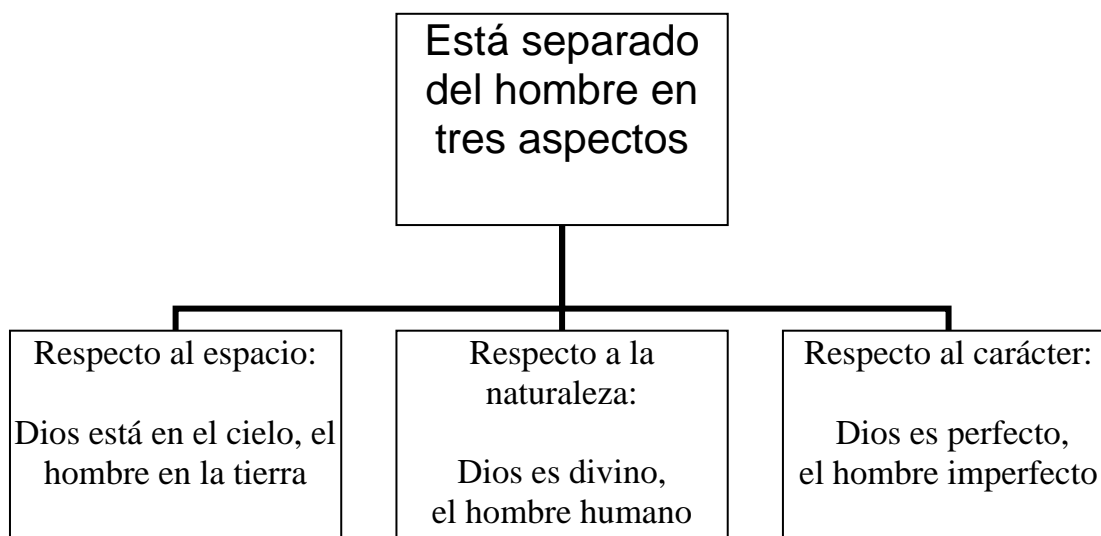 Está separado
del hombre en
tres aspectos
Respecto al espacio:
Dios está en el cielo, el
hombre en la tierra
Respecto a la
naturaleza:
Dios es divino,
el hombre humano
Respecto al carácter:
Dios es perfecto,
el hombre imperfecto